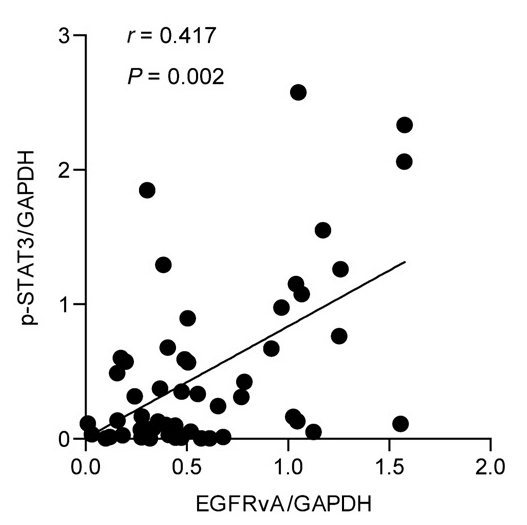 r = 0.417
P = 0.002
3
2
1
0
p-STAT3/GAPDH
0.0 0.5 1.0 1.5 2.0
EGFRvA/GAPDH